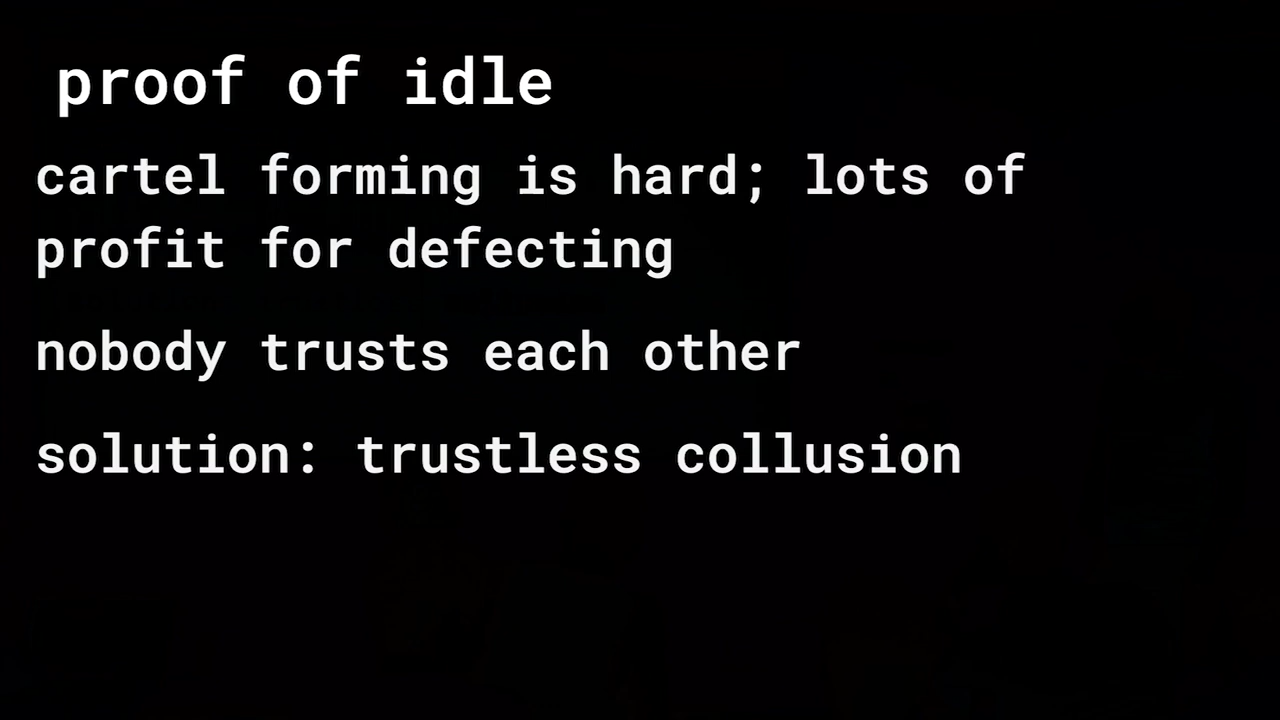 proof of idle
cartel forming is hard; lots of
profit for defecting
nobody trusts each other
solution: trustless collusion